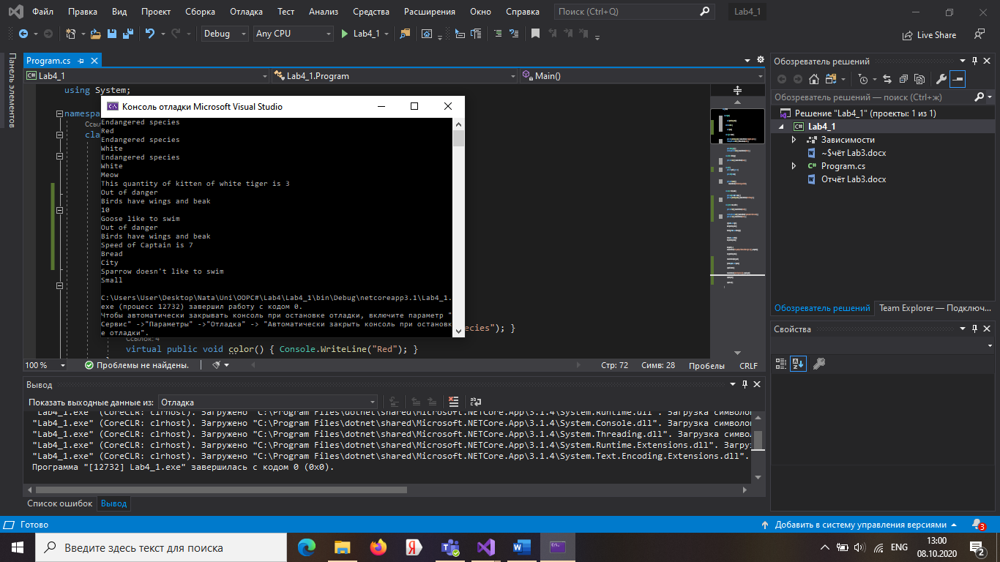 Файл Правка Вид Проект Сборка Отладка Тест Анализ Средства Расширения Окно Справка Поиск (Ctrl+Q) Lab4_1
Debug Any CPU Lab4_1 Live Share
Панель элементов
Program.cs
Lab4_1 Lab4_1.Program Main()
using System;
namespa
Ссыл
cla
Консоль отладки Microsoft Visual Studio
Endangered species
Red
Endangered species
White
Endangered species
White
Meow
This quantity of kitten of white tiger is 3
Out of danger
Birds have wings and beak
10
Goose like to swim
Out of danger
Birds have wings and beak
Speed of Captain is 7
Bread
City
Sparrow doesn't like to swim
Small
C:\Users\User\Desktop\Nata\Uni\OOPC#\Lab4\Lab4_1\bin\Debug\netcoreapp3.1\Lab4_1.
exe (процесс 12732) завершил работу с кодом 0.
Чтобы автоматически закрывать консоль при остановке отладки, включите параметр "
Сервис" ->"Параметры" ->"Отладка" -> "Автоматически закрыть консоль при остановк
е отладки".
ecies"); }
Ссылок: 4
virtual public void color() { Console.WriteLine("Red"); }
100 % Проблемы не найдены. Стр: 72 Симв: 28 Пробелы CRLF
Обозреватель решений
Обозреватель решений — поиск (Ctrl+ж)
Решение "Lab4_1" (проекты: 1 из 1)
Lab4_1
Зависимости
~$чёт Lab3.docx
Program.cs
Отчёт Lab3.docx
Обозреватель решений Team Explorer — Подключ...
Свойства
Вывод
Показать выходные данные из: Отладка
"Lab4_1.exe" (CoreCLR: clrhost). Загружено "C:\Program Files\dotnet\shared\Microsoft.NETCore.App\3.1.4\System.Runtime.dll". Загрузка символов
"Lab4_1.exe" (CoreCLR: clrhost). Загружено "C:\Program Files\dotnet\shared\Microsoft.NETCore.App\3.1.4\System.Console.dll". Загрузка символов
"Lab4_1.exe" (CoreCLR: clrhost). Загружено "C:\Program Files\dotnet\shared\Microsoft.NETCore.App\3.1.4\System.Threading.dll". Загрузка симво
"Lab4_1.exe" (CoreCLR: clrhost). Загружено "C:\Program Files\dotnet\shared\Microsoft.NETCore.App\3.1.4\System.Runtime.Extensions.dll". Загру
"Lab4_1.exe" (CoreCLR: clrhost). Загружено "C:\Program Files\dotnet\shared\Microsoft.NETCore.App\3.1.4\System.Text.Encoding.Extensions.dll".
Программа "[12732] Lab4_1.exe" завершилась с кодом 0 (0x0).
Список ошибок Вывод
Готово Добавить в систему управления версиями 3
Введите здесь текст для поиска
ENG 13:00
08.10.2020 2